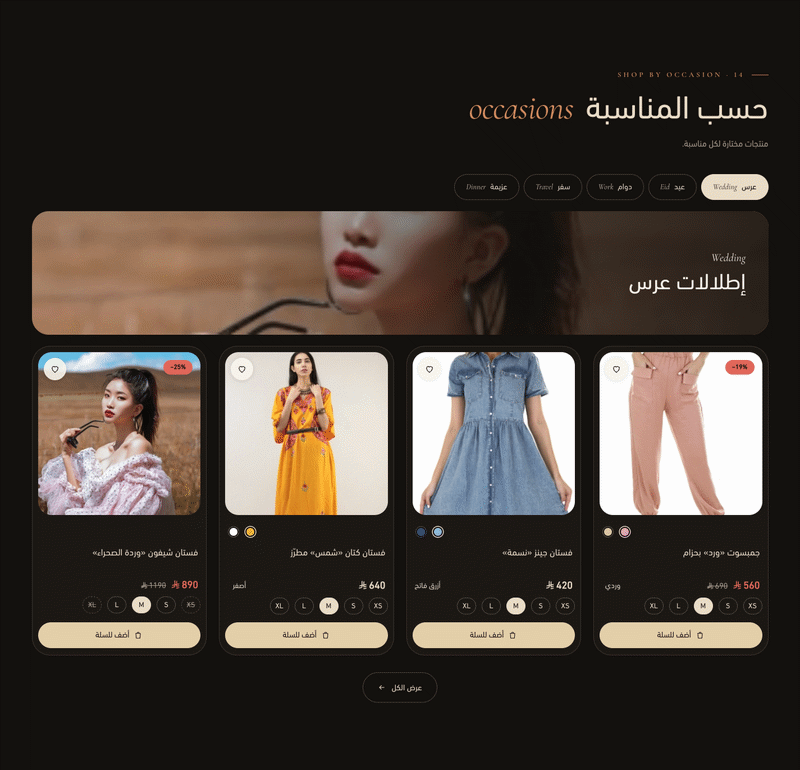 SHOP BY OCCASION · 14
حسب المناسبة occasions
منتجات مختارة لكل مناسبة.
عرس Wedding
عيد Eid
دوام Work
سفر Travel
عزيمة Dinner
Wedding
إطلالات عرس
-19%
جمبسوت «ورد» بحزام
560 690
وردي
XS S M L XL
أضف للسلة
فستان جينز «نسمة»
420
أزرق فاتح
XS S M L XL
أضف للسلة
فستان كتان «شمس» مطرّز
640
أصفر
XS S M L XL
أضف للسلة
-25%
فستان شيفون «وردة الصحراء»
890 1190
XS S M L XL
أضف للسلة
عرض الكل ←